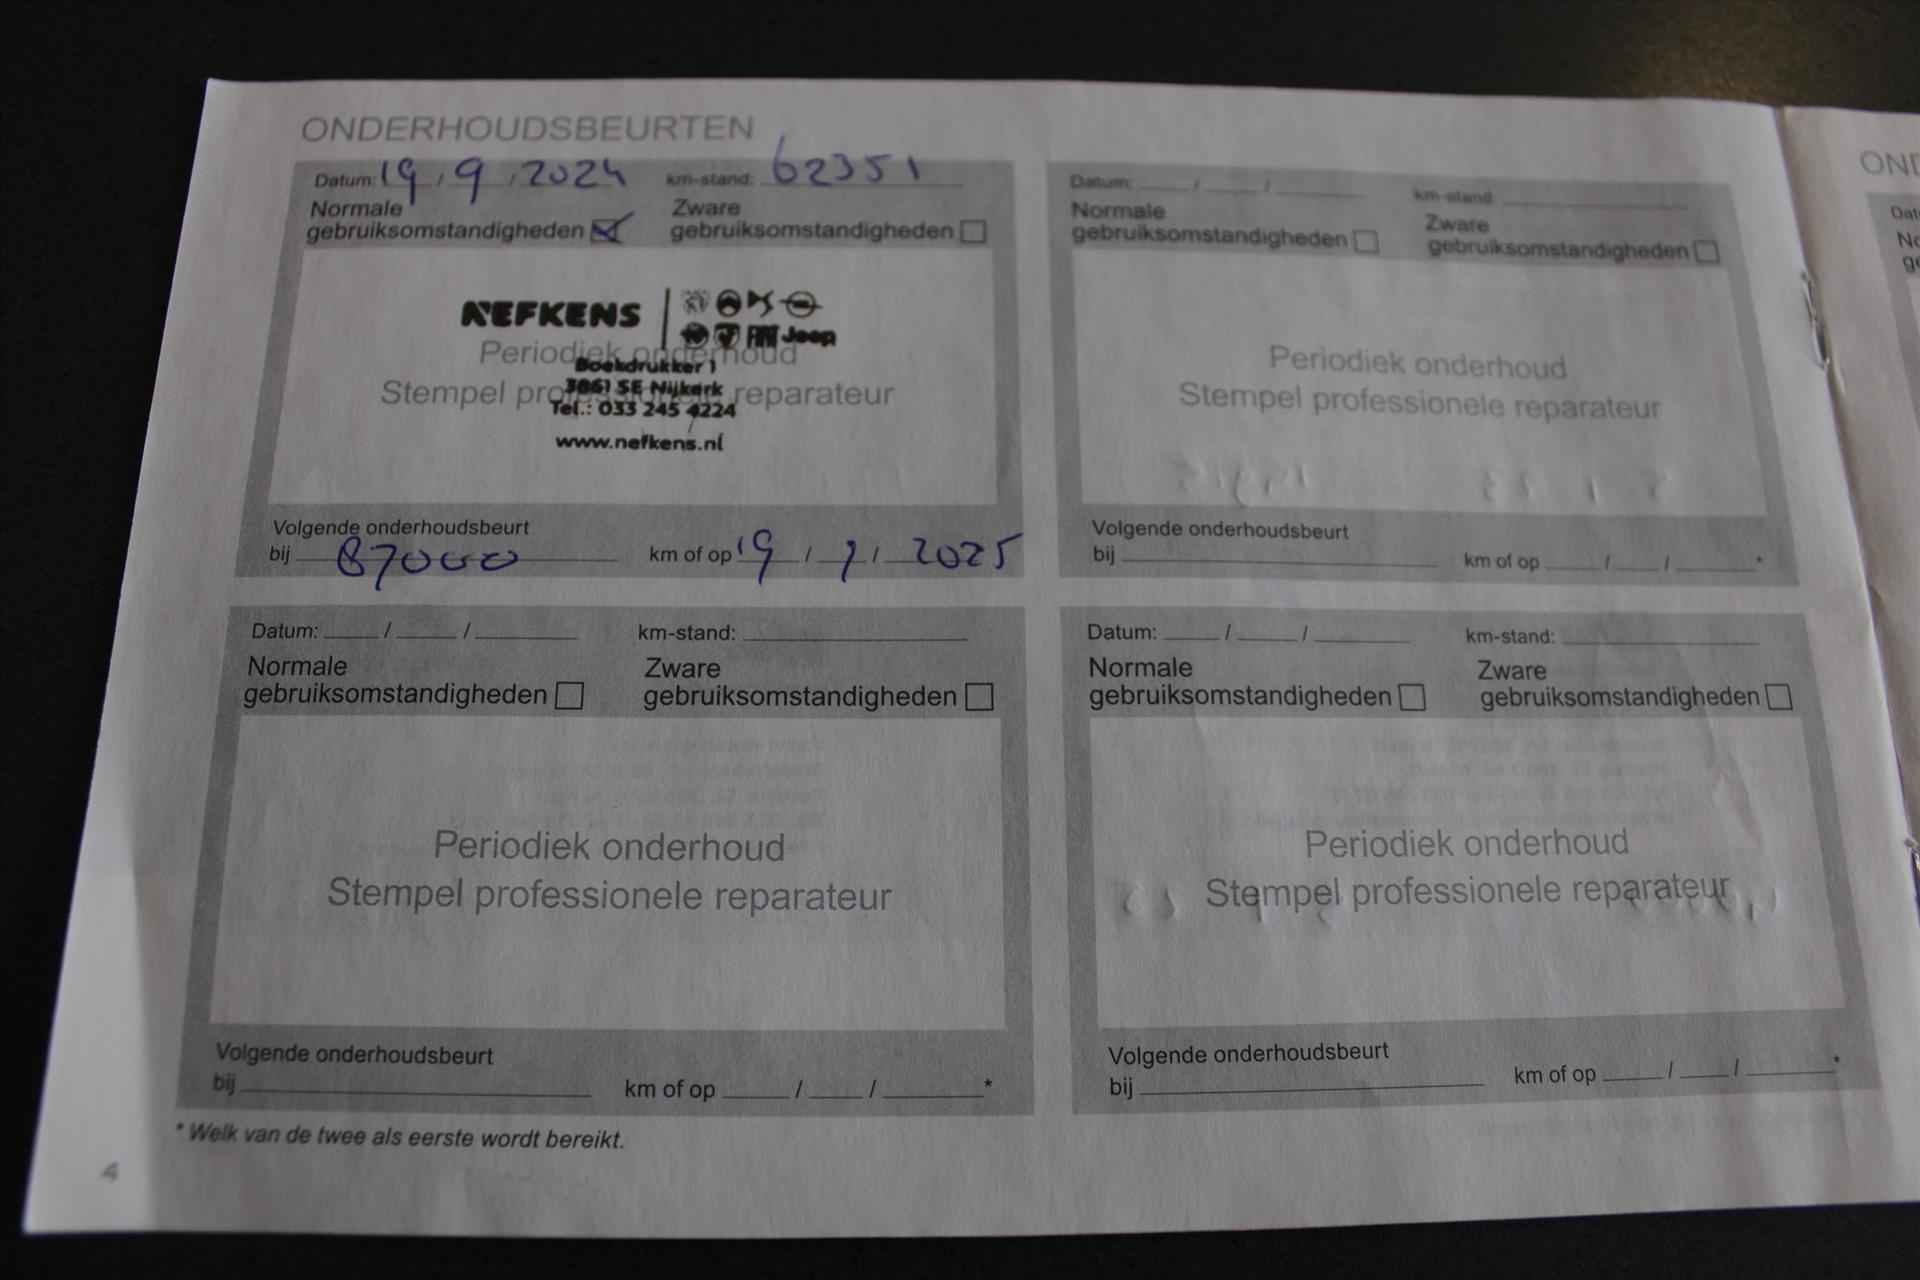 ONDERHOUDSBEURTEN
Datum: 19 / 9 / 2024 km-stand: 62351
Normale gebruiksomstandigheden
Zware gebruiksomstandigheden
NEFKENS
Jeep
Periodiek onderhoud
Boekdrukker 1
Stempel professionele reparateur
3861 SE Nijkerk
Tel.: 033 245 4224
www.nefkens.nl
Volgende onderhoudsbeurt
bij 87000 km of op 19 / 9 / 2025
Datum: / / km-stand:
Normale gebruiksomstandigheden
Zware gebruiksomstandigheden
Periodiek onderhoud
Stempel professionele reparateur
Volgende onderhoudsbeurt
bij km of op / / *
Datum: / / km-stand:
Normale gebruiksomstandigheden
Zware gebruiksomstandigheden
Periodiek onderhoud
Stempel professionele reparateur
Volgende onderhoudsbeurt
bij km of op / / *
Datum: / / km-stand:
Normale gebruiksomstandigheden
Zware gebruiksomstandigheden
Periodiek onderhoud
Stempel professionele reparateur
Volgende onderhoudsbeurt
bij km of op / / *
* Welk van de twee als eerste wordt bereikt.
4